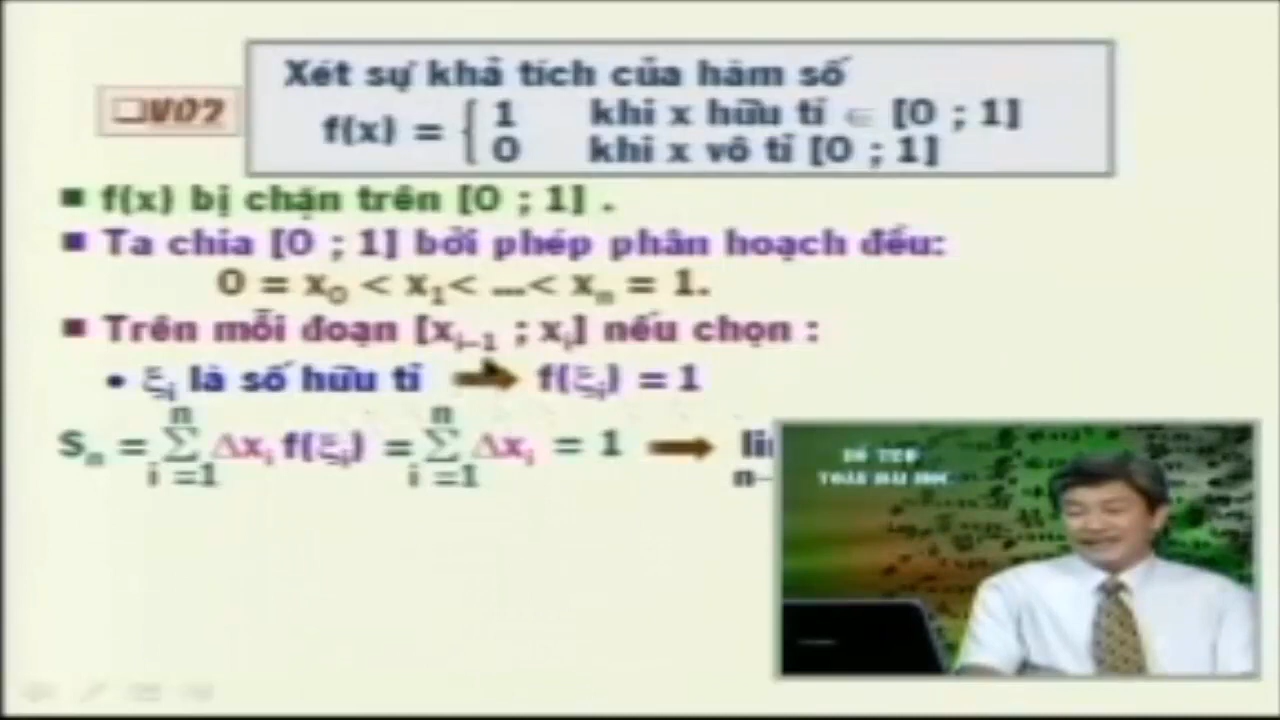 Xét sự khả tích của hàm số
❑VD7
f(x) = { 1 khi x hữu tỉ ∈ [0 ; 1]
0 khi x vô tỉ [0 ; 1]
■ f(x) bị chặn trên [0 ; 1] .
■ Ta chia [0 ; 1] bởi phép phân hoạch đều:
0 = x₀ < x₁< ...< xₙ = 1.
■ Trên mỗi đoạn [xᵢ₋₁ ; xᵢ] nếu chọn :
• ξᵢ là số hữu tỉ ➡ f(ξᵢ) = 1
Sₙ = ∑ᵢ₌₁ⁿ Δxᵢ f(ξᵢ) = ∑ᵢ₌₁ⁿ Δxᵢ = 1 ➡ li
n–